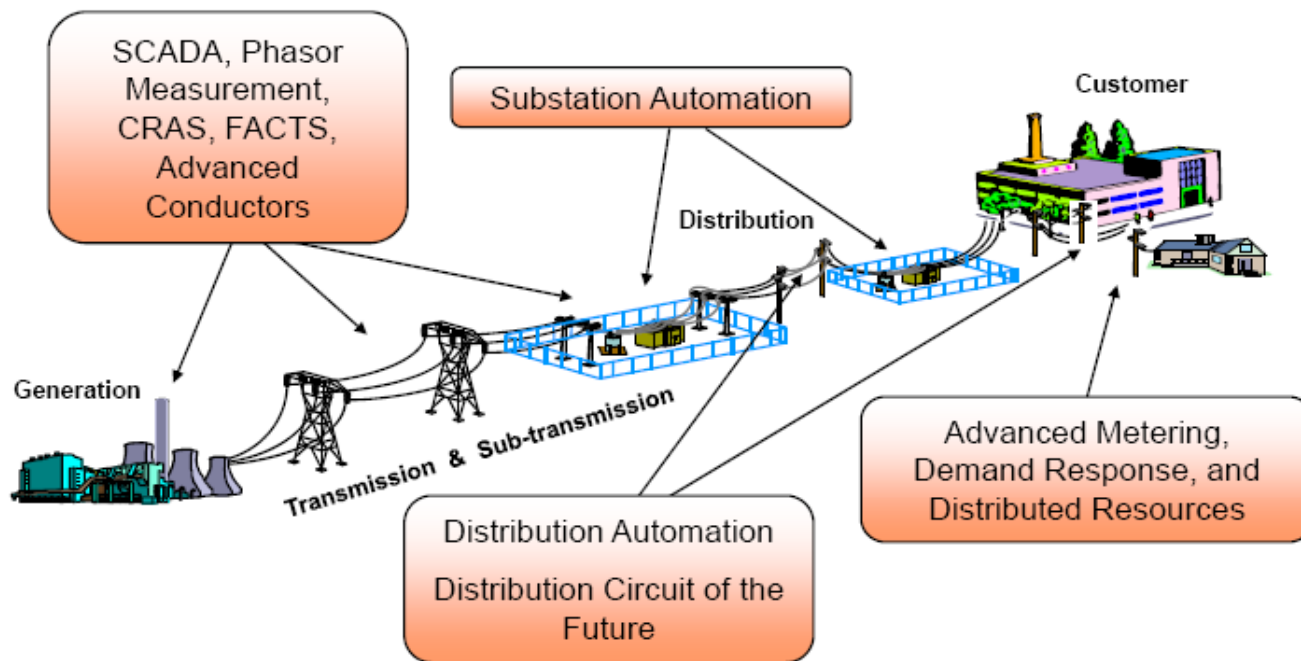 SCADA, Phasor
Measurement,
CRAS, FACTS,
Advanced
Conductors
Substation Automation
Customer
Distribution
Generation
Transmission & Sub-transmission
Advanced Metering,
Demand Response, and
Distributed Resources
Distribution Automation
Distribution Circuit of the
Future